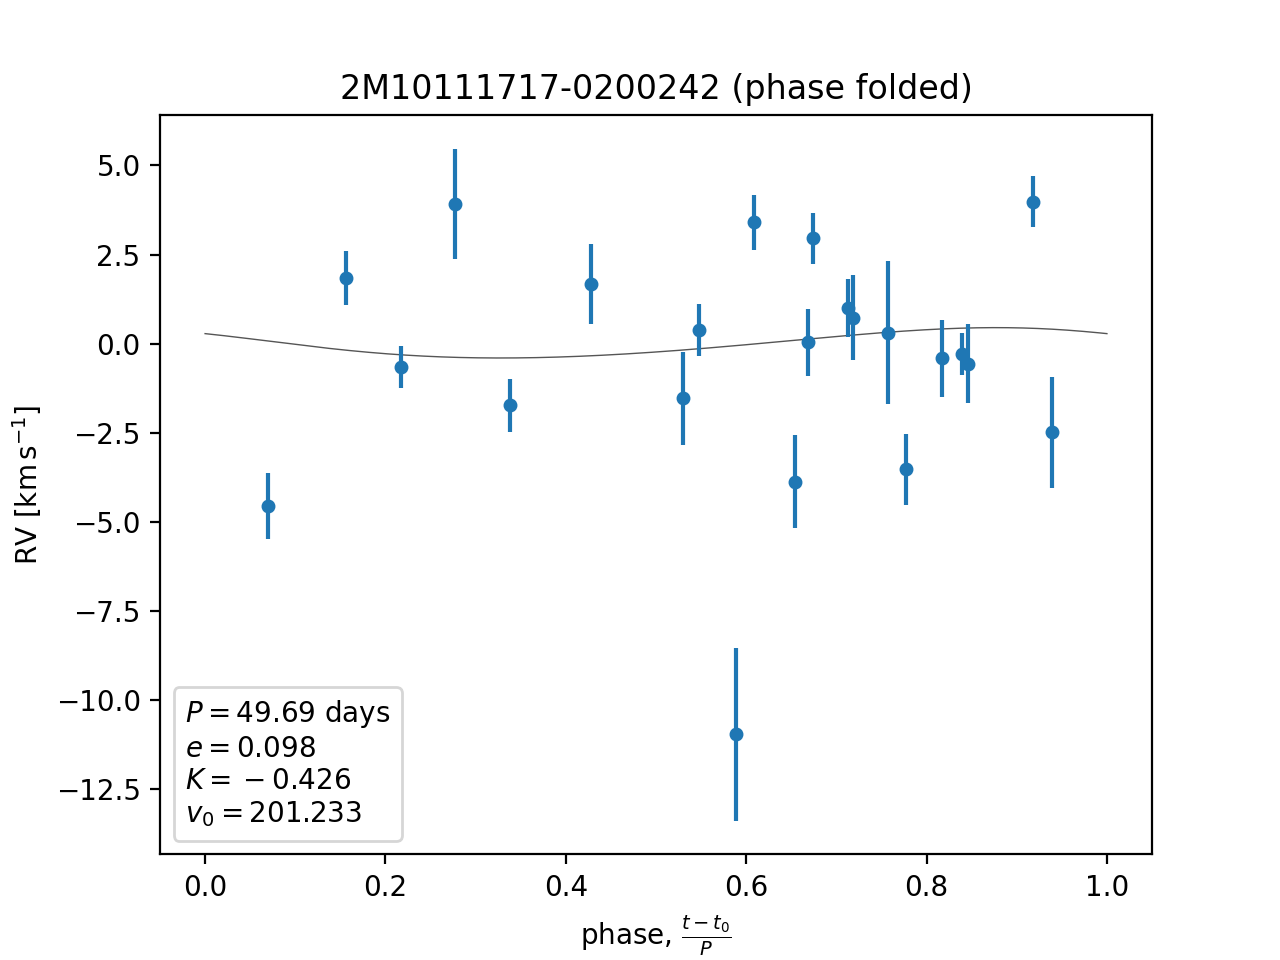 2M10111717-0200242 (phase folded)
RV [km s⁻¹]
5.0
2.5
0.0
−2.5
−5.0
−7.5
−10.0
−12.5
P = 49.69 days
e = 0.098
K = −0.426
v₀ = 201.233
0.0 0.2 0.4 0.6 0.8 1.0
phase, (t − t₀)/P